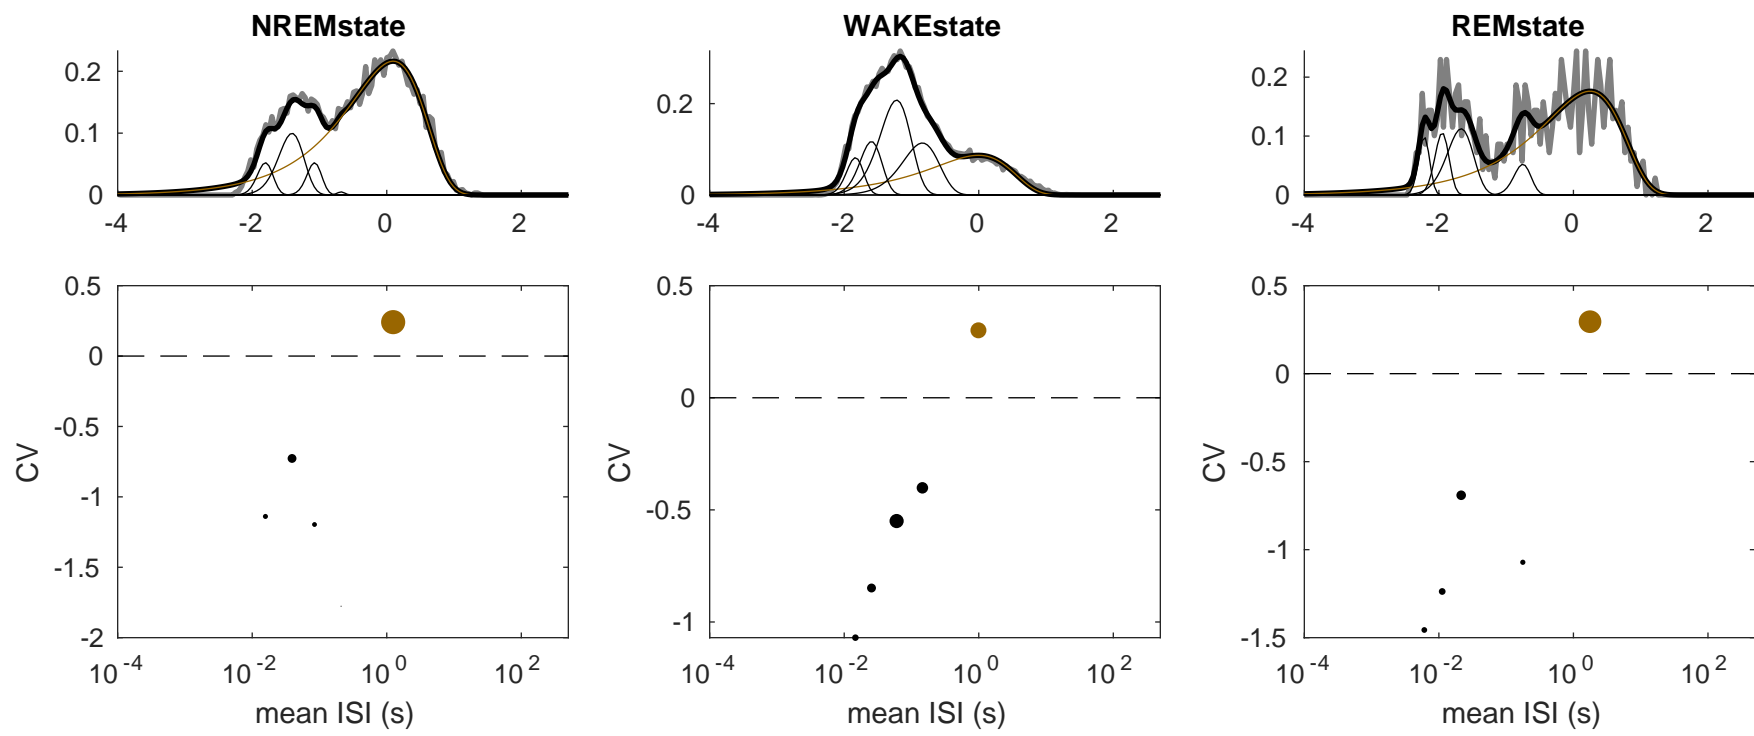 NREMstate WAKEstate REMstate
0.2 0.2 0.2
0.1 0.1
0 0 0
-4 -2 0 2 -4 -2 0 2 -4 -2 0 2
0.5 0.5 0.5
0 0 0
-0.5 -0.5 -0.5
-1 -1 -1
-1.5 -1.5
-2
CV CV CV
10^-4 10^-2 10^0 10^2 10^-4 10^-2 10^0 10^2 10^-4 10^-2 10^0 10^2
mean ISI (s) mean ISI (s) mean ISI (s)